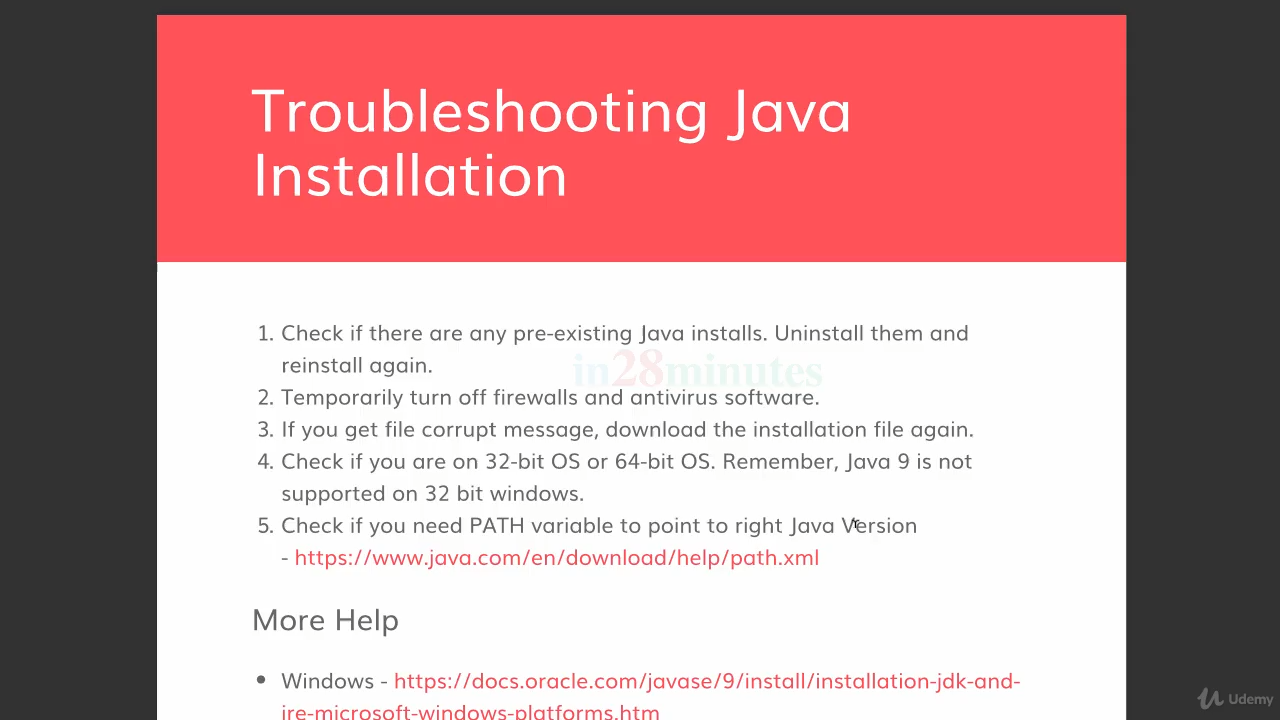 Troubleshooting Java
Installation
1. Check if there are any pre-existing Java installs. Uninstall them and
reinstall again.
in28minutes
2. Temporarily turn off firewalls and antivirus software.
3. If you get file corrupt message, download the installation file again.
4. Check if you are on 32-bit OS or 64-bit OS. Remember, Java 9 is not
supported on 32 bit windows.
5. Check if you need PATH variable to point to right Java Version
- https://www.java.com/en/download/help/path.xml
More Help
• Windows - https://docs.oracle.com/javase/9/install/installation-jdk-and-
jre-microsoft-windows-platforms.htm
Udemy